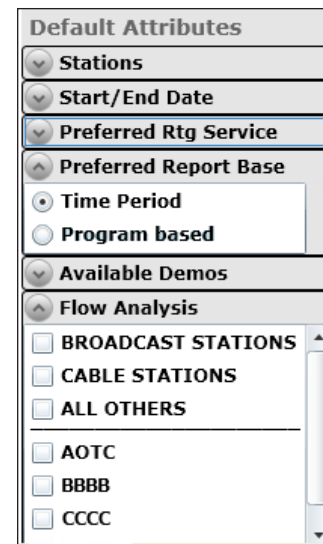 Default Attributes
Stations
Start/End Date
Preferred Rtg Service
Preferred Report Base
Time Period
Program based
Available Demos
Flow Analysis
BROADCAST STATIONS
CABLE STATIONS
ALL OTHERS
AOTC
BBBB
CCCC